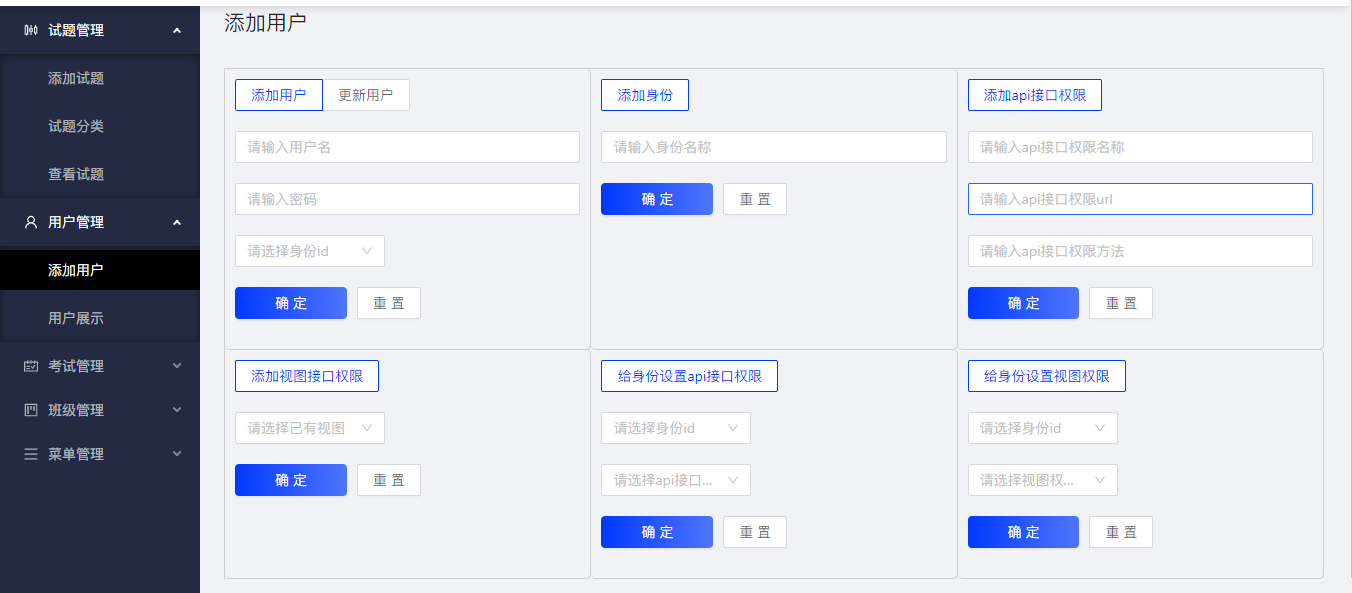 试题管理
添加试题
试题分类
查看试题
用户管理
添加用户
用户展示
考试管理
班级管理
菜单管理
添加用户
添加用户 更新用户
请输入用户名
请输入密码
请选择身份id
确 定 重 置
添加身份
请输入身份名称
确 定 重 置
添加api接口权限
请输入api接口权限名称
请输入api接口权限url
请输入api接口权限方法
确 定 重 置
添加视图接口权限
请选择已有视图
确 定 重 置
给身份设置api接口权限
请选择身份id
请选择api接口...
确 定 重 置
给身份设置视图权限
请选择身份id
请选择视图权...
确 定 重 置